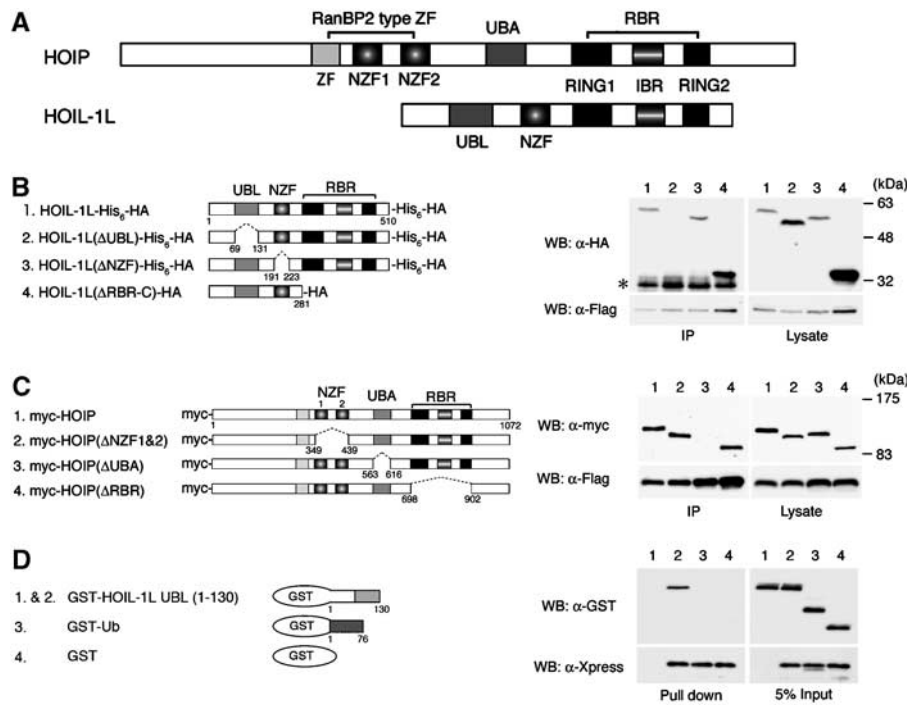 A
RanBP2 type ZF
UBA
RBR
HOIP
ZF
NZF1
NZF2
RING1
IBR
RING2
HOIL-1L
UBL
NZF
B
UBL
NZF
RBR
1. HOIL-1L-His6-HA
-His6-HA
1
510
2. HOIL-1L(ΔUBL)-His6-HA
-His6-HA
69
131
3. HOIL-1L(ΔNZF)-His6-HA
-His6-HA
191
223
4. HOIL-1L(ΔRBR-C)-HA
-HA
281
1 2 3 4
1 2 3 4
(kDa)
63
48
32
WB: α-HA
*
WB: α-Flag
IP
Lysate
C
NZF
1 2
UBA
RBR
1. myc-HOIP
myc-
1
1072
2. myc-HOIP(ΔNZF1&2)
myc-
349
439
3. myc-HOIP(ΔUBA)
myc-
563
616
4. myc-HOIP(ΔRBR)
myc-
698
902
1 2 3 4
1 2 3 4
(kDa)
175
83
WB: α-myc
WB: α-Flag
IP
Lysate
D
1. & 2. GST-HOIL-1L UBL (1-130)
GST
1
130
3. GST-Ub
GST
1
76
4. GST
GST
1 2 3 4
1 2 3 4
WB: α-GST
WB: α-Xpress
Pull down
5% Input